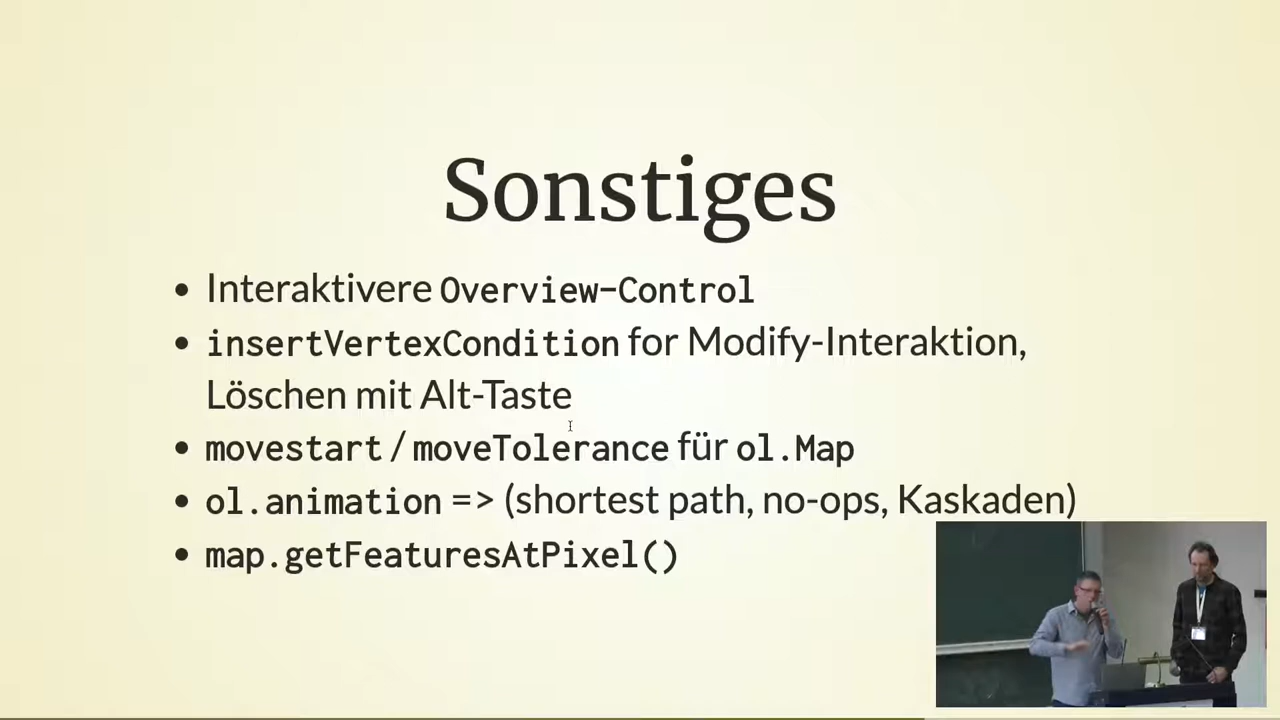 Sonstiges
Interaktivere Overview-Control
insertVertexCondition for Modify-Interaktion,
Löschen mit Alt-Taste
movestart / moveTolerance für ol.Map
ol.animation => (shortest path, no-ops, Kaskaden)
map.getFeaturesAtPixel()